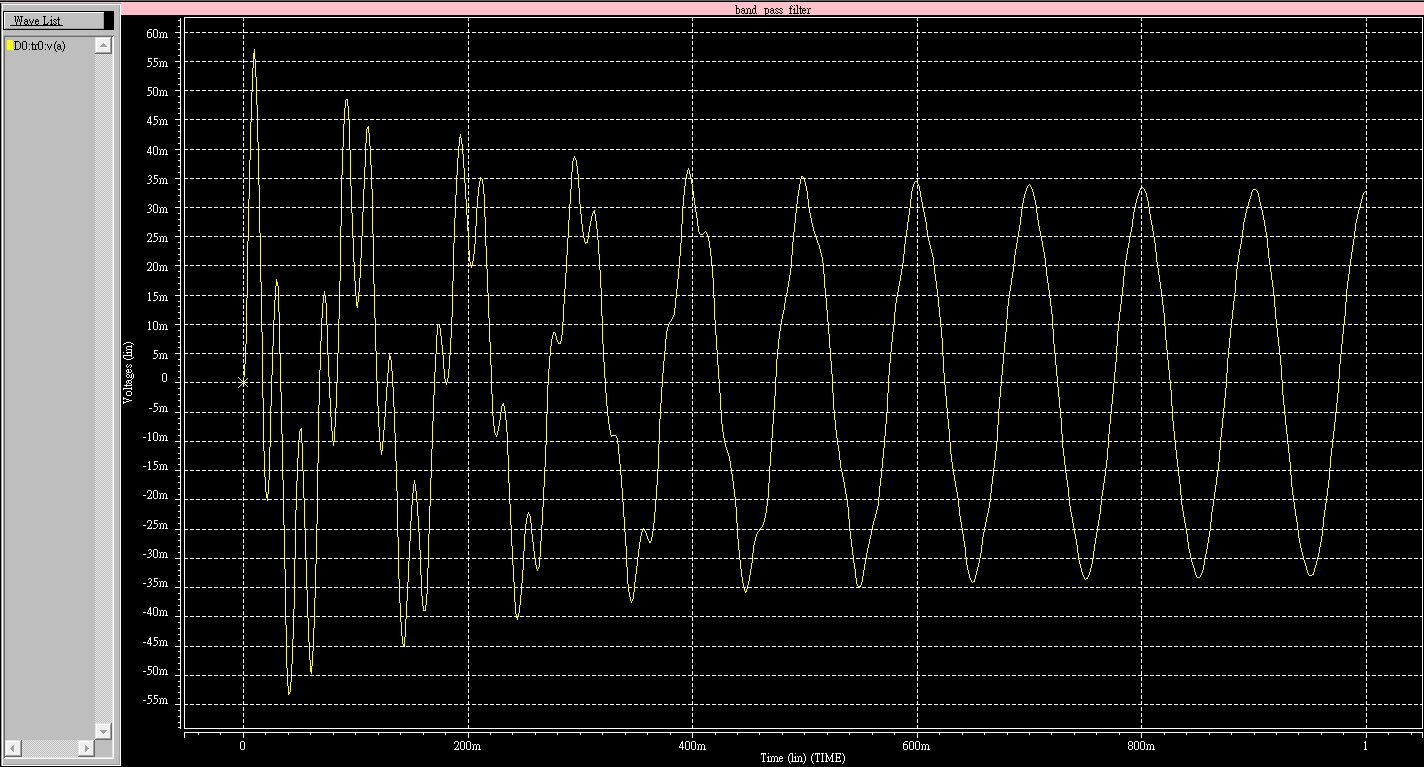 band pass filter
Wave List
D0:tr0:v(a)
60m
55m
50m
45m
40m
35m
30m
25m
20m
15m
10m
5m
0
-5m
-10m
-15m
-20m
-25m
-30m
-35m
-40m
-45m
-50m
-55m
Voltages (lin)
0
200m
400m
600m
800m
1
Time (lin) (TIME)